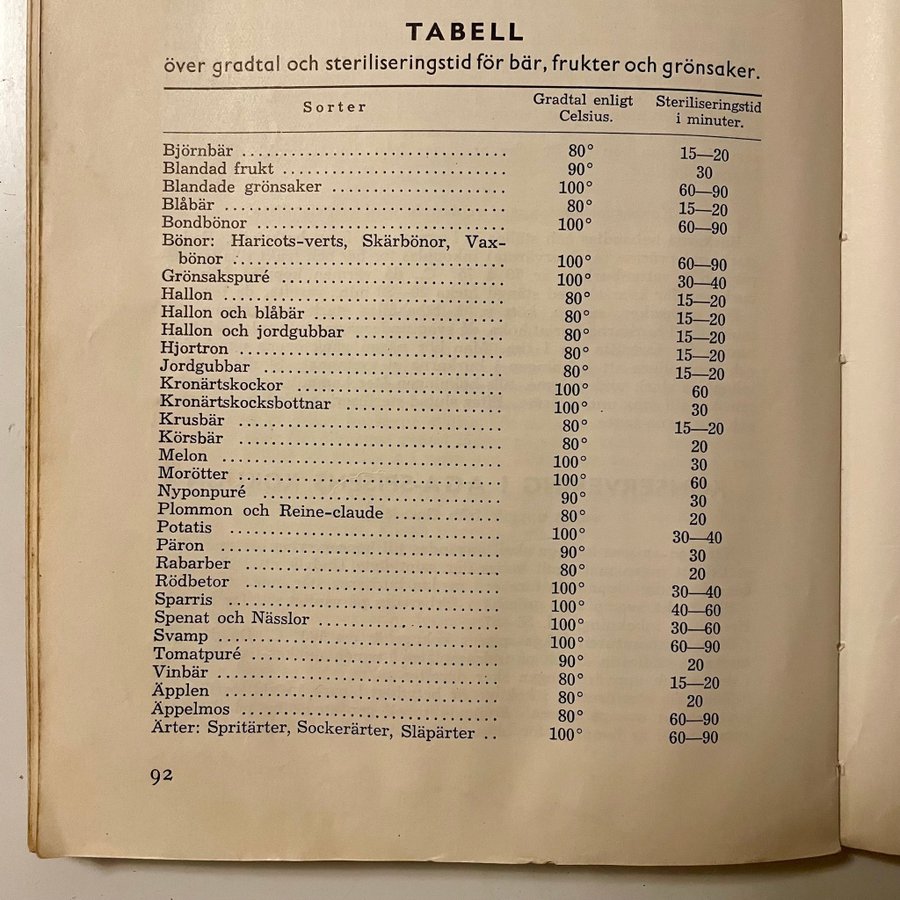 TABELL
över gradtal och steriliseringstid för bär, frukter och grönsaker.
Sorter Gradtal enligt Celsius. Steriliseringstid i minuter.
Björnbär ................................ 80° 15—20
Blandad frukt ........................... 90° 30
Blandade grönsaker ..................... 100° 60—90
Blåbär .................................. 80° 15—20
Bondbönor .............................. 100° 60—90
Bönor: Haricots-verts, Skärbönor, Vax-
bönor ................................. 100° 60—90
Grönsakspuré ........................... 100° 30—40
Hallon .................................. 80° 15—20
Hallon och blåbär ....................... 80° 15—20
Hallon och jordgubbar .................. 80° 15—20
Hjortron ................................ 80° 15—20
Jordgubbar ............................. 80° 15—20
Kronärtskockor ......................... 100° 60
Kronärtskocksbottnar ................... 100° 30
Krusbär ................................ 80° 15—20
Körsbär ................................ 80° 20
Melon .................................. 100° 30
Morötter ............................... 100° 60
Nyponpuré ............................. 90° 30
Plommon och Reine-claude ............. 80° 20
Potatis ................................. 100° 30—40
Päron .................................. 90° 30
Rabarber ............................... 80° 20
Rödbetor ............................... 100° 30—40
Sparris ................................. 100° 40—60
Spenat och Nässlor ...................... 100° 30—60
Svamp .................................. 100° 60—90
Tomatpuré .............................. 90° 20
Vinbär .................................. 80° 15—20
Äpplen ................................. 80° 20
Äppelmos ............................... 80° 60—90
Ärter: Spritärter, Sockerärter, Släpärter .. 100° 60—90
92